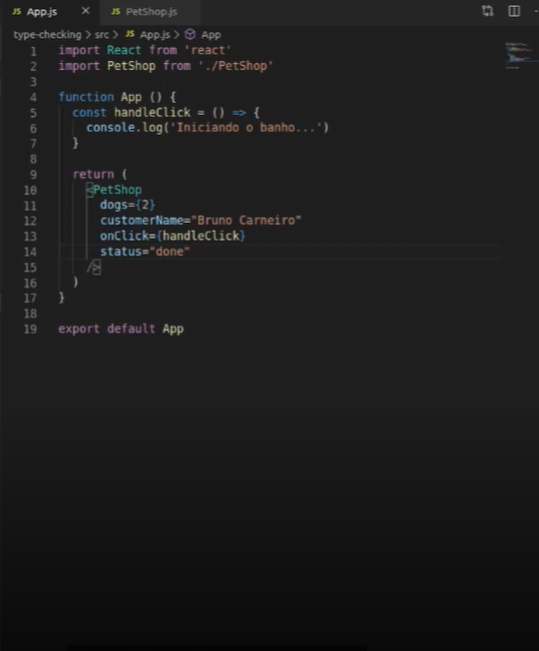 JS App.js × JS PetShop.js
type-checking > src > JS App.js > App
1 import React from 'react'
2 import PetShop from './PetShop'
3
4 function App () {
5   const handleClick = () => {
6     console.log('Iniciando o banho...')
7   }
8
9   return (
10     <PetShop
11       dogs={2}
12       customerName="Bruno Carneiro"
13       onClick={handleClick}
14       status="done"
15     />
16   )
17 }
18
19 export default App